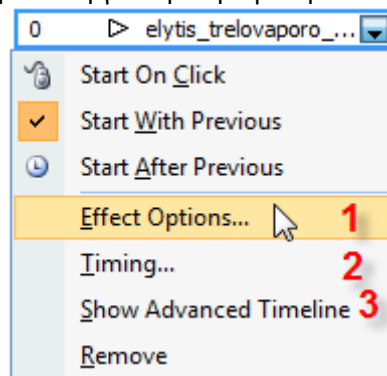 0 elytis_trelovaporo_...
Start On Click
Start With Previous
Start After Previous
Effect Options... 1
Timing... 2
Show Advanced Timeline 3
Remove